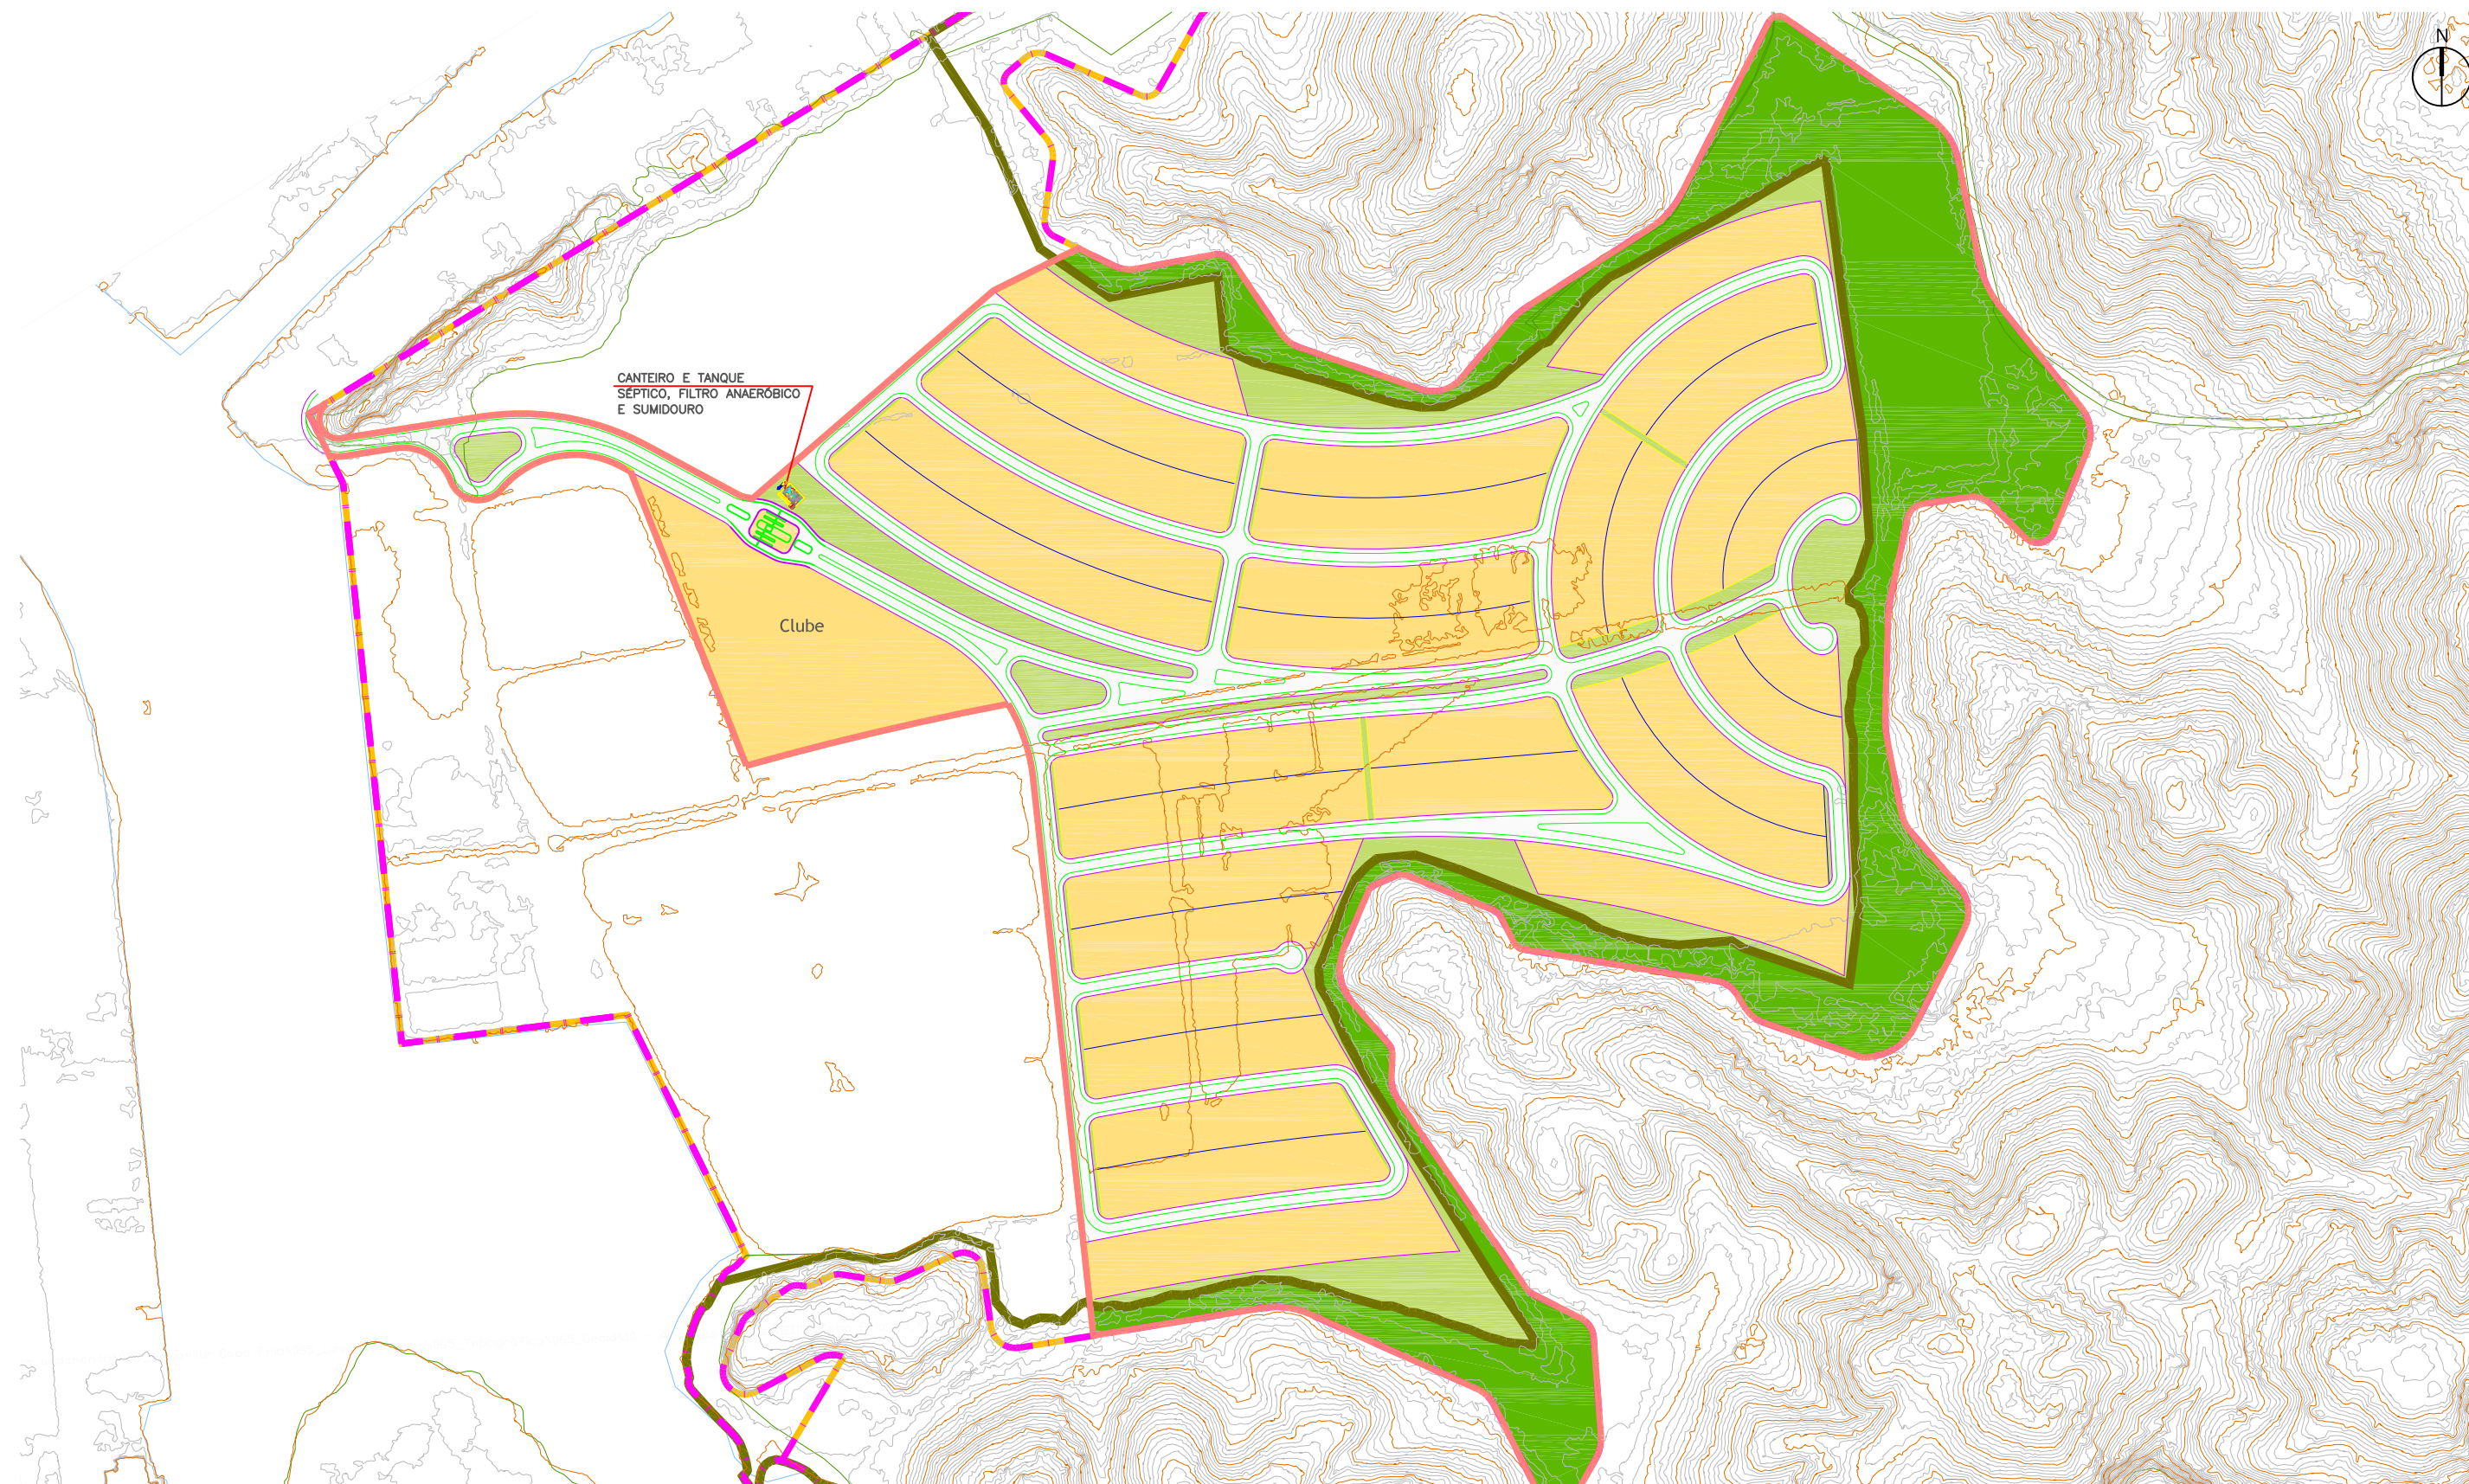 N
CANTEIRO E TANQUE
SÉPTICO, FILTRO ANAERÓBICO
E SUMIDOURO
Clube